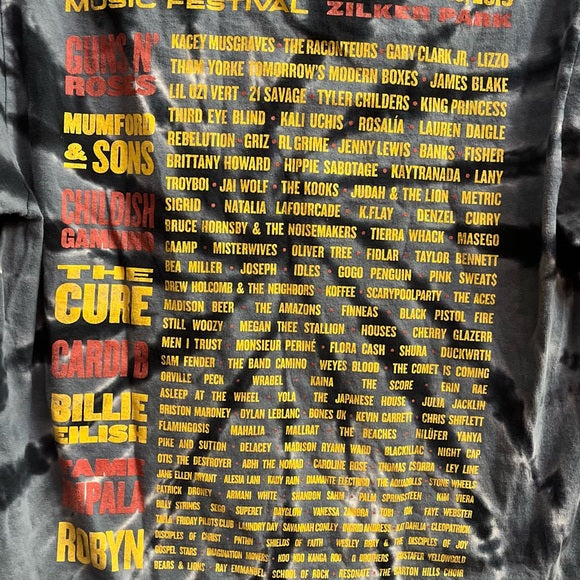 MUSIC FESTIVAL ZILKER PARK
GUNS N'
ROSES
MUMFORD
& SONS
CHILDISH
GAMBINO
THE
CURE
CARDI B
BILLIE
EILISH
TAME
IMPALA
ROBYN
KACEY MUSGRAVES • THE RACONTEURS • GARY CLARK JR. • LIZZO
THOM YORKE TOMORROW'S MODERN BOXES • JAMES BLAKE
LIL UZI VERT • 21 SAVAGE • TYLER CHILDERS • KING PRINCESS
THIRD EYE BLIND • KALI UCHIS • ROSALÍA • LAUREN DAIGLE
REBELUTION • GRIZ • RL GRIME • JENNY LEWIS • BANKS • FISHER
BRITTANY HOWARD • HIPPIE SABOTAGE • KAYTRANADA • LANY
TROYBOI • JAI WOLF • THE KOOKS • JUDAH & THE LION • METRIC
SIGRID • NATALIA LAFOURCADE • K.FLAY • DENZEL CURRY
BRUCE HORNSBY & THE NOISEMAKERS • TIERRA WHACK • MASEGO
CAAMP • MISTERWIVES • OLIVER TREE • FIDLAR • TAYLOR BENNETT
BEA MILLER • JOSEPH • IDLES • GOGO PENGUIN • PINK SWEAT$
DREW HOLCOMB & THE NEIGHBORS • KOFFEE • SCARYPOOLPARTY • THE ACES
MADISON BEER • THE AMAZONS • FINNEAS • BLACK PISTOL FIRE
STILL WOOZY • MEGAN THEE STALLION • HOUSES • CHERRY GLAZERR
MEN I TRUST • MONSIEUR PERINÉ • FLORA CASH • SHURA • DUCKWRTH
SAM FENDER • THE BAND CAMINO • WEYES BLOOD • THE COMET IS COMING
ORVILLE PECK • WRABEL • KAINA • THE SCORE • ERIN RAE
ASLEEP AT THE WHEEL • YOLA • THE JAPANESE HOUSE • JULIA JACKLIN
BRISTON MARONEY • DYLAN LEBLANC • BONES UK • KEVIN GARRETT • CHRIS SHIFLETT
FLAMINGOSIS • MAHALIA • MALLRAT • THE BEACHES • NILÜFER YANYA
PIKE AND SUTTON • DELACEY • MADISON RYANN WARD • BLACKILLAC • NIGHT CAP
OTIS THE DESTROYER • ABHI THE NOMAD • CAROLINE ROSE • THOMAS CSORBA • LEY LINE
JANE ELLEN BRYANT • ALESIA LANI • KADY RAIN • DIAMANTE ELECTRICO • THE AQUADOLLS • STONE WHEELS
PATRICK DRONEY • ARMANI WHITE • SHANDON SAHM • PALM SPRINGSTEEN • KIM VIERA
BILLY STRINGS • SEGO • SUPERET • DAYGLOW • VANESSA ZAMORA • TOBI • IDK • FAYE WEBSTER
TARA • FRIDAY PILOTS CLUB • LAUNDRY DAY • SAVANNAH CONLEY • INGRID ANDRESS • KAT DAHLIA • CLEOPATRICK
DISCIPLES OF CHRIST • PHTHN • SHIELDS OF FAITH • WESLEY BRAY & THE DISCIPLES OF JOY
GOSPEL STARS • IMAGINATION MOVERS • KOO KOO KANGA ROO • Q BROTHERS • GUSTAFER YELLOWGOLD
BEARS & LIONS • RAY EMMANUEL • SCHOOL OF ROCK • RESONATE • THE BARTON HILLS CHOIR